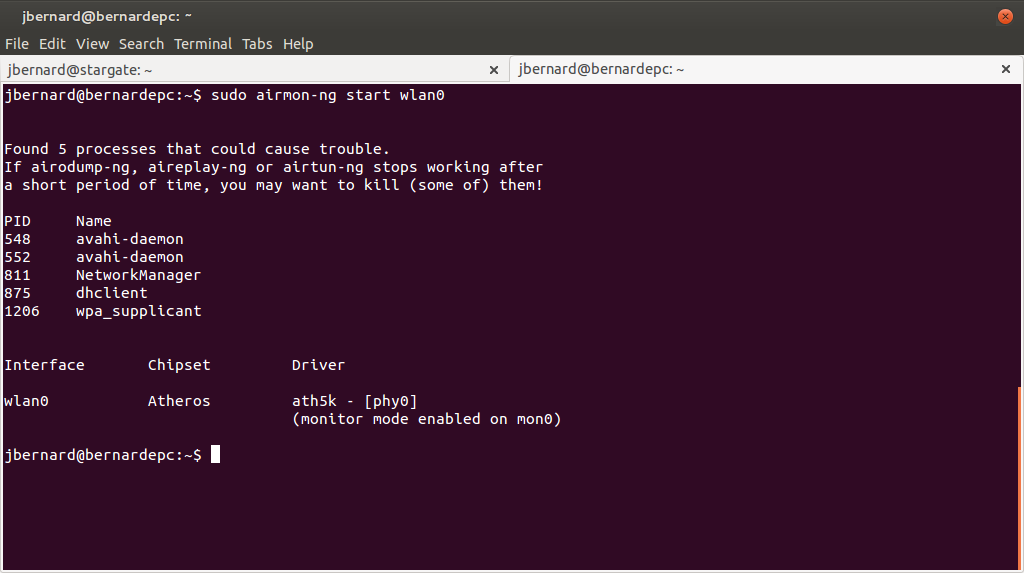 jbernard@bernardepc: ~
File Edit View Search Terminal Tabs Help
jbernard@stargate: ~ × jbernard@bernardepc: ~ ×
jbernard@bernardepc:~$ sudo airmon-ng start wlan0
Found 5 processes that could cause trouble.
If airodump-ng, aireplay-ng or airtun-ng stops working after
a short period of time, you may want to kill (some of) them!
PID Name
548 avahi-daemon
552 avahi-daemon
811 NetworkManager
875 dhclient
1206 wpa_supplicant
Interface Chipset Driver
wlan0 Atheros ath5k - [phy0]
(monitor mode enabled on mon0)
jbernard@bernardepc:~$